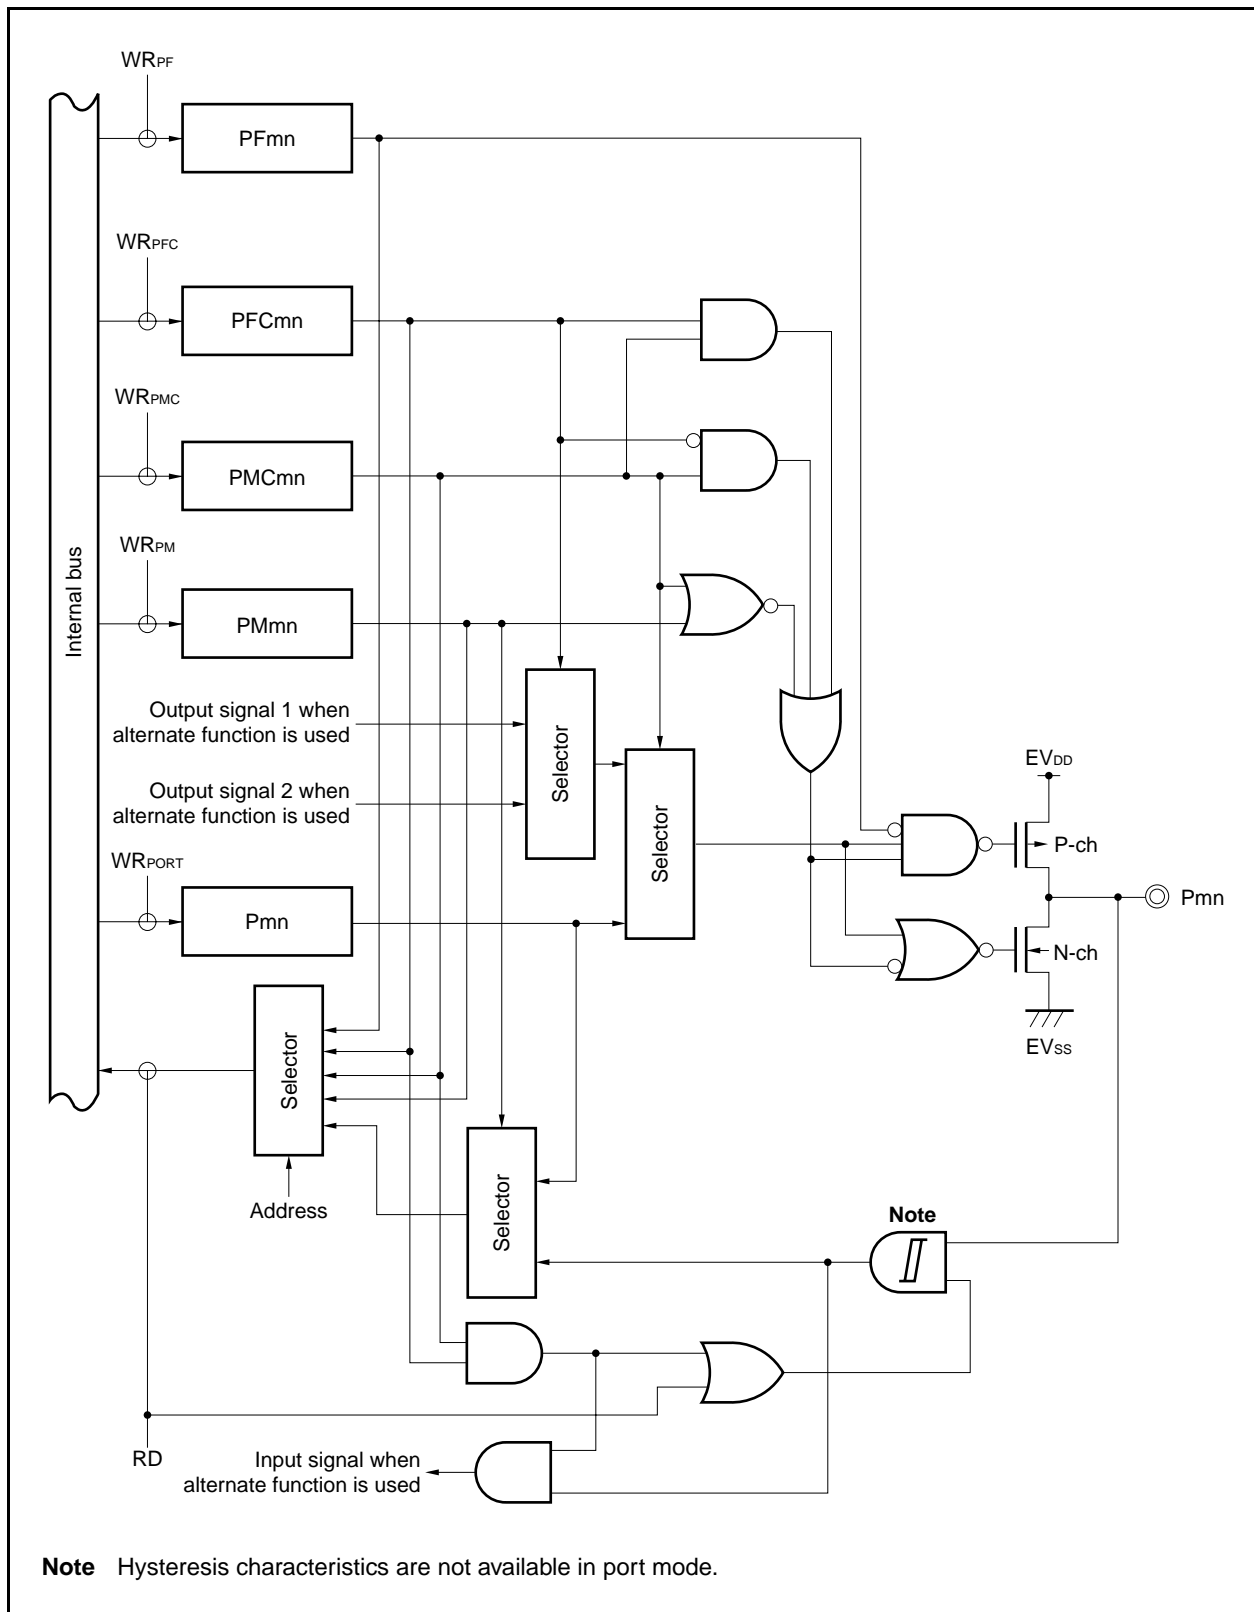 WRPF
PFmn
WRPFC
PFCmn
WRPMC
PMCmn
WRPM
PMmn
Internal bus
Output signal 1 when
alternate function is used
Output signal 2 when
alternate function is used
Selector
Selector
EVDD
P-ch
WRPORT
Pmn
Pmn
N-ch
EVSS
Selector
Address
Selector
Note
RD
Input signal when
alternate function is used
Note Hysteresis characteristics are not available in port mode.